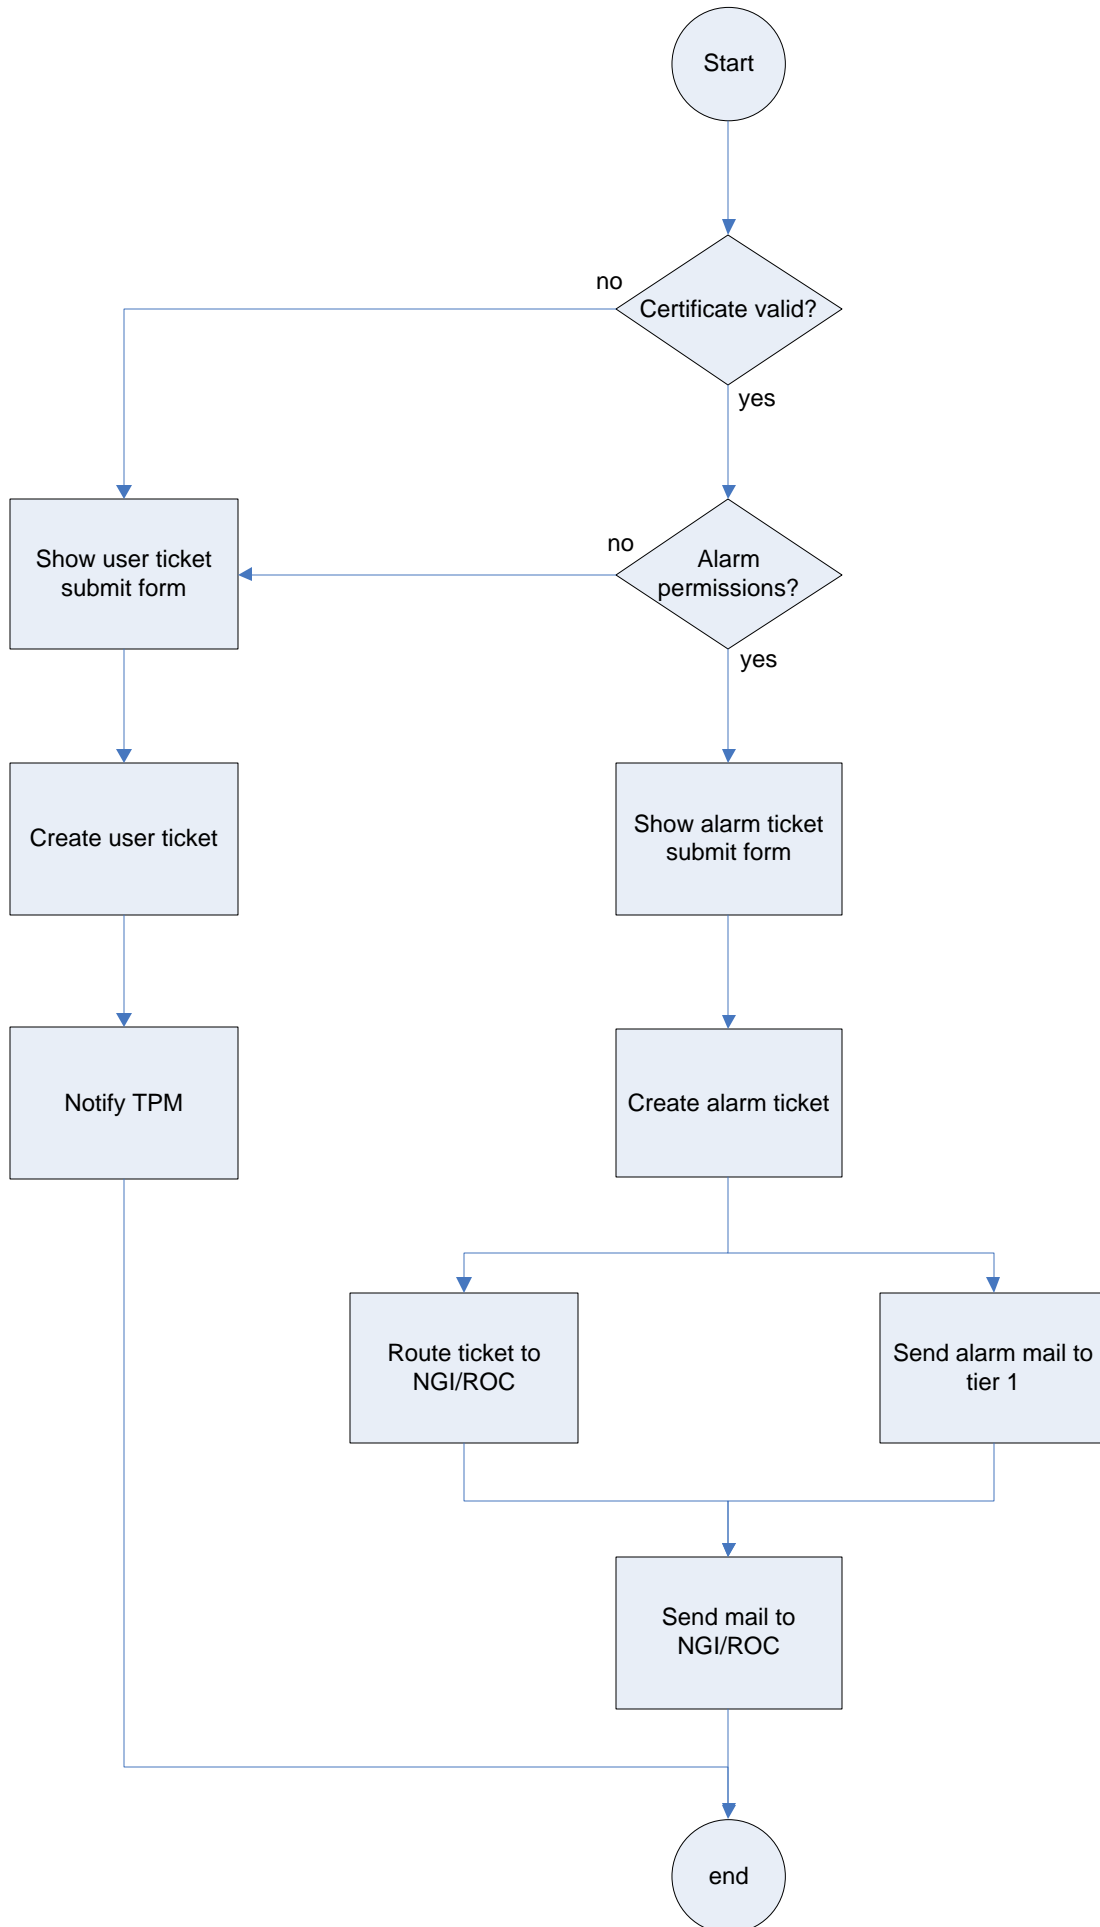 Start
no
Certificate valid?
yes
no
Show user ticket
submit form
Alarm
permissions?
yes
Create user ticket
Show alarm ticket
submit form
Notify TPM
Create alarm ticket
Route ticket to
NGI/ROC
Send alarm mail to
tier 1
Send mail to
NGI/ROC
end